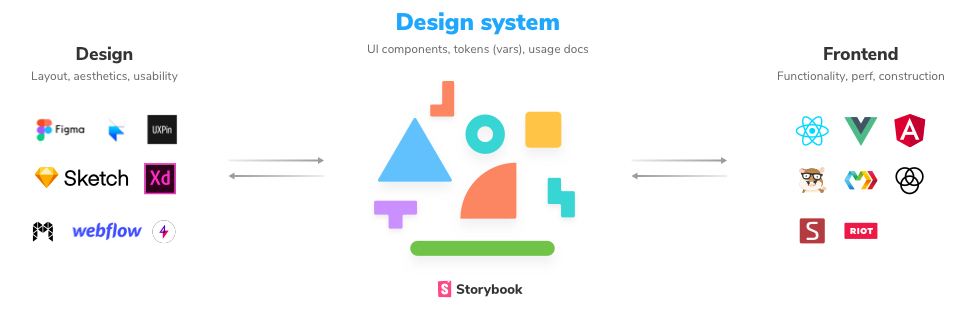 Design system
UI components, tokens (vars), usage docs
Design
Layout, aesthetics, usability
Figma
UXPin
Sketch
Xd
webflow
Frontend
Functionality, perf, construction
A
S
RIOT
S Storybook